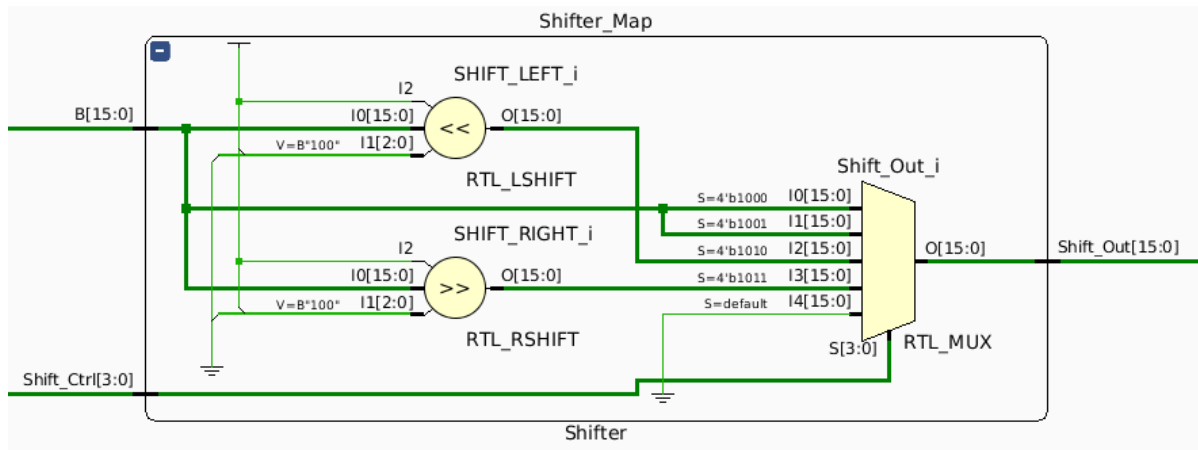 Shifter_Map
-
SHIFT_LEFT_i
I2
B[15:0]
I0[15:0]
<<
O[15:0]
V=B"100"
I1[2:0]
RTL_LSHIFT
Shift_Out_i
S=4'b1000
I0[15:0]
S=4'b1001
I1[15:0]
SHIFT_RIGHT_i
I2
S=4'b1010
I2[15:0]
O[15:0]
Shift_Out[15:0]
I0[15:0]
>>
O[15:0]
S=4'b1011
I3[15:0]
V=B"100"
I1[2:0]
S=default
I4[15:0]
RTL_RSHIFT
S[3:0]
RTL_MUX
Shift_Ctrl[3:0]
Shifter